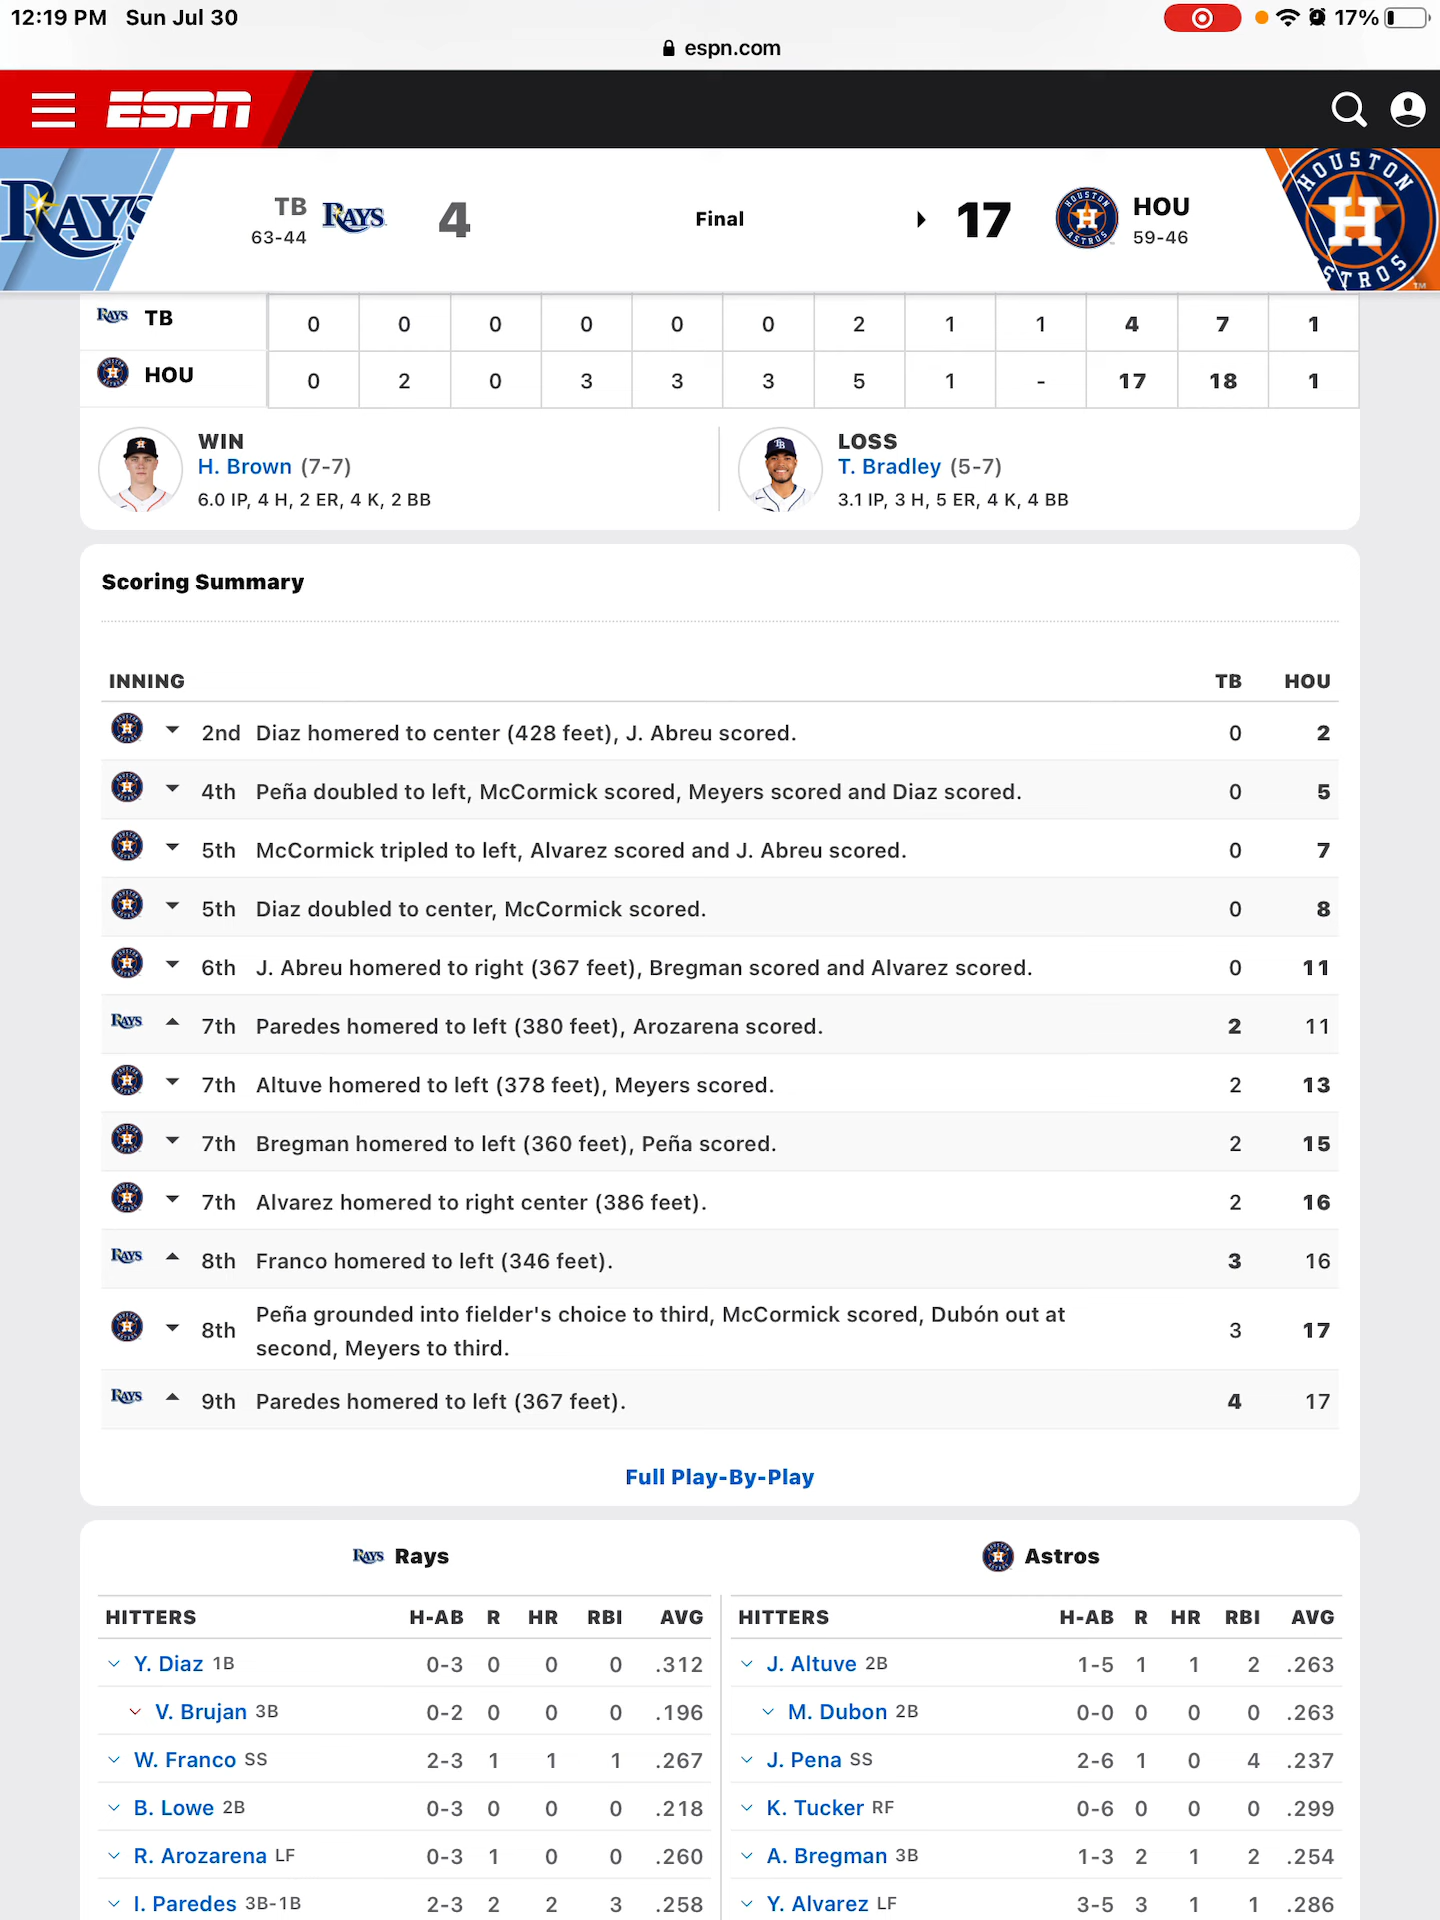 12:19 PM Sun Jul 30 17%
espn.com
ESPN
RAYS TB RAYS 4 Final 17 HOUSTON ASTROS HOU HOUSTON ASTROS TM
63-44 59-46
RAYS TB 0 0 0 0 0 0 2 1 1 4 7 1
HOU 0 2 0 3 3 3 5 1 - 17 18 1
WIN
H. Brown (7-7)
6.0 IP, 4 H, 2 ER, 4 K, 2 BB
LOSS
T. Bradley (5-7)
3.1 IP, 3 H, 5 ER, 4 K, 4 BB
Scoring Summary
INNING TB HOU
2nd Diaz homered to center (428 feet), J. Abreu scored. 0 2
4th Peña doubled to left, McCormick scored, Meyers scored and Diaz scored. 0 5
5th McCormick tripled to left, Alvarez scored and J. Abreu scored. 0 7
5th Diaz doubled to center, McCormick scored. 0 8
6th J. Abreu homered to right (367 feet), Bregman scored and Alvarez scored. 0 11
RAYS 7th Paredes homered to left (380 feet), Arozarena scored. 2 11
7th Altuve homered to left (378 feet), Meyers scored. 2 13
7th Bregman homered to left (360 feet), Peña scored. 2 15
7th Alvarez homered to right center (386 feet). 2 16
RAYS 8th Franco homered to left (346 feet). 3 16
8th Peña grounded into fielder's choice to third, McCormick scored, Dubón out at
second, Meyers to third. 3 17
RAYS 9th Paredes homered to left (367 feet). 4 17
Full Play-By-Play
RAYS Rays
HITTERS H-AB R HR RBI AVG
Y. Diaz 1B 0-3 0 0 0 .312
V. Brujan 3B 0-2 0 0 0 .196
W. Franco SS 2-3 1 1 1 .267
B. Lowe 2B 0-3 0 0 0 .218
R. Arozarena LF 0-3 1 0 0 .260
I. Paredes 3B-1B 2-3 2 2 3 .258
Astros
HITTERS H-AB R HR RBI AVG
J. Altuve 2B 1-5 1 1 2 .263
M. Dubon 2B 0-0 0 0 0 .263
J. Pena SS 2-6 1 0 4 .237
K. Tucker RF 0-6 0 0 0 .299
A. Bregman 3B 1-3 2 1 2 .254
Y. Alvarez LF 3-5 3 1 1 .286